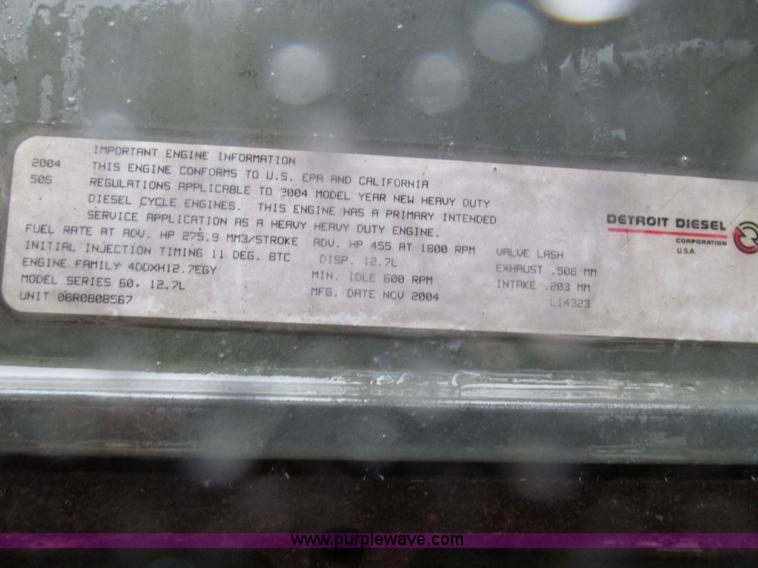 2004
50S
IMPORTANT ENGINE INFORMATION
THIS ENGINE CONFORMS TO U.S. EPA AND CALIFORNIA
REGULATIONS APPLICABLE TO 2004 MODEL YEAR NEW HEAVY DUTY
DIESEL CYCLE ENGINES. THIS ENGINE HAS A PRIMARY INTENDED
SERVICE APPLICATION AS A HEAVY HEAVY DUTY ENGINE.
FUEL RATE AT ADV. HP 275.9 MM3/STROKE ADV. HP 455 AT 1800 RPM VALVE LASH
INITIAL INJECTION TIMING 11 DEG. BTC DISP. 12.7L EXHAUST .508 MM
ENGINE FAMILY 4DDXH12.7EGY MIN. IDLE 600 RPM INTAKE .203 MM
MODEL SERIES 60, 12.7L MFG. DATE NOV 2004 L14323
UNIT 06R0808567
DETROIT DIESEL
CORPORATION
U.S.A.
www.purplewave.com